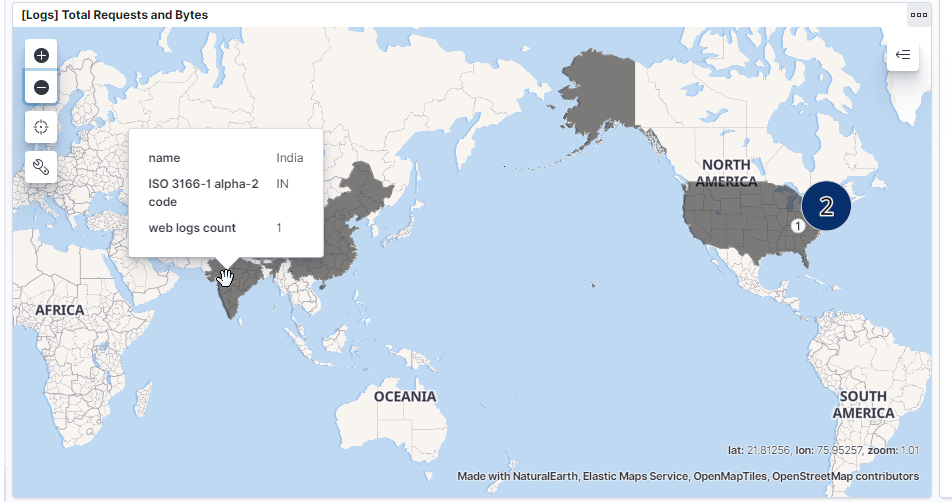 [Logs] Total Requests and Bytes
name India
ISO 3166-1 alpha-2 IN
code
web logs count 1
NORTH
AMERICA
2
1
AFRICA
OCEANIA
SOUTH
AMERICA
lat: 21.81256, lon: 75.95257, zoom: 1.01
Made with NaturalEarth, Elastic Maps Service, OpenMapTiles, OpenStreetMap contributors